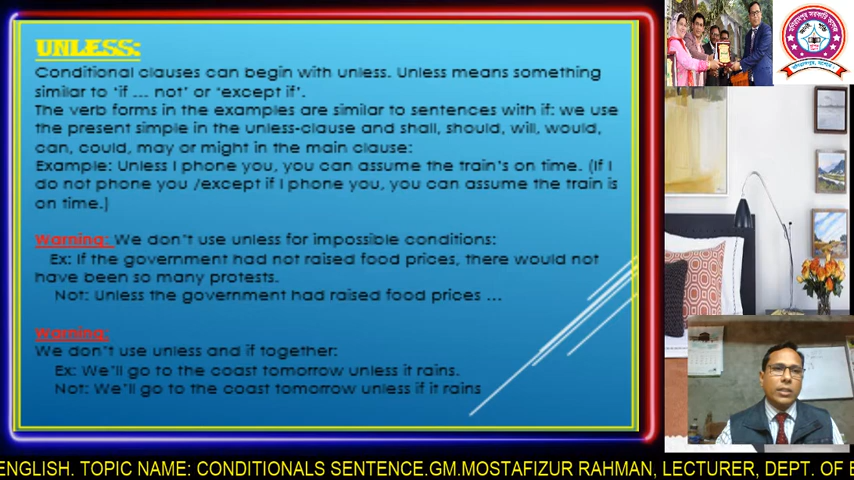 UNLESS:
Conditional clauses can begin with unless. Unless means something
similar to 'if … not' or 'except if'.
The verb forms in the examples are similar to sentences with if: we use
the present simple in the unless-clause and shall, should, will, would,
can, could, may or might in the main clause:
Example: Unless I phone you, you can assume the train's on time. (If I
do not phone you /except if I phone you, you can assume the train is
on time.)
Warning: We don't use unless for impossible conditions:
Ex: If the government had not raised food prices, there would not
have been so many protests.
Not: Unless the government had raised food prices …
Warning:
We don't use unless and if together:
Ex: We'll go to the coast tomorrow unless it rains.
Not: We'll go to the coast tomorrow unless if it rains
ENGLISH. TOPIC NAME: CONDITIONALS SENTENCE.GM.MOSTAFIZUR RAHMAN, LECTURER, DEPT. OF E